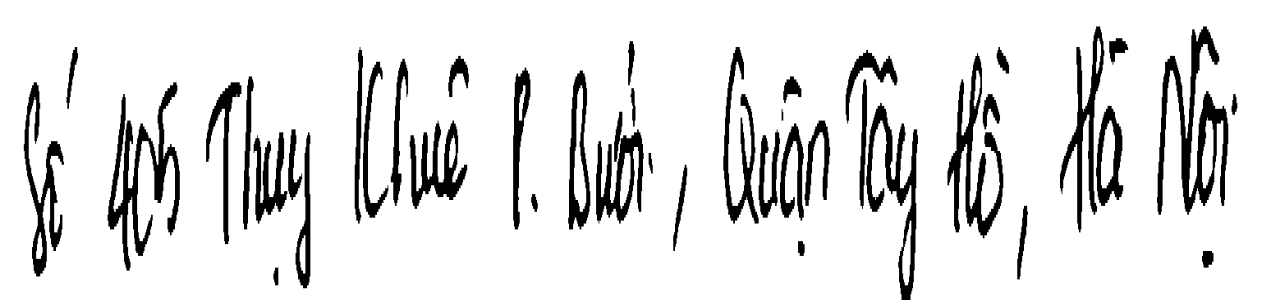 Số 405 Thụy Khuê P. Bưởi, Quận Tây Hồ, Hà Nội